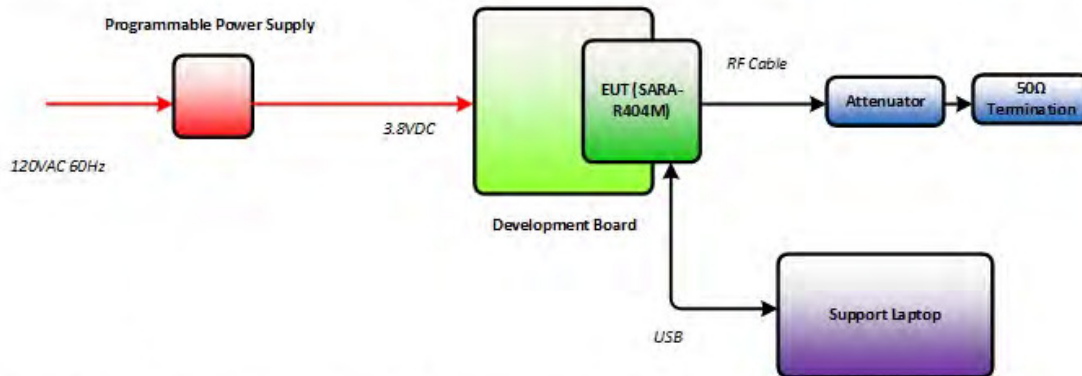 Programmable Power Supply
120VAC 60Hz
3.8VDC
EUT (SARA-
R404M)
Development Board
RF Cable
Attenuator
50Ω
Termination
USB
Support Laptop